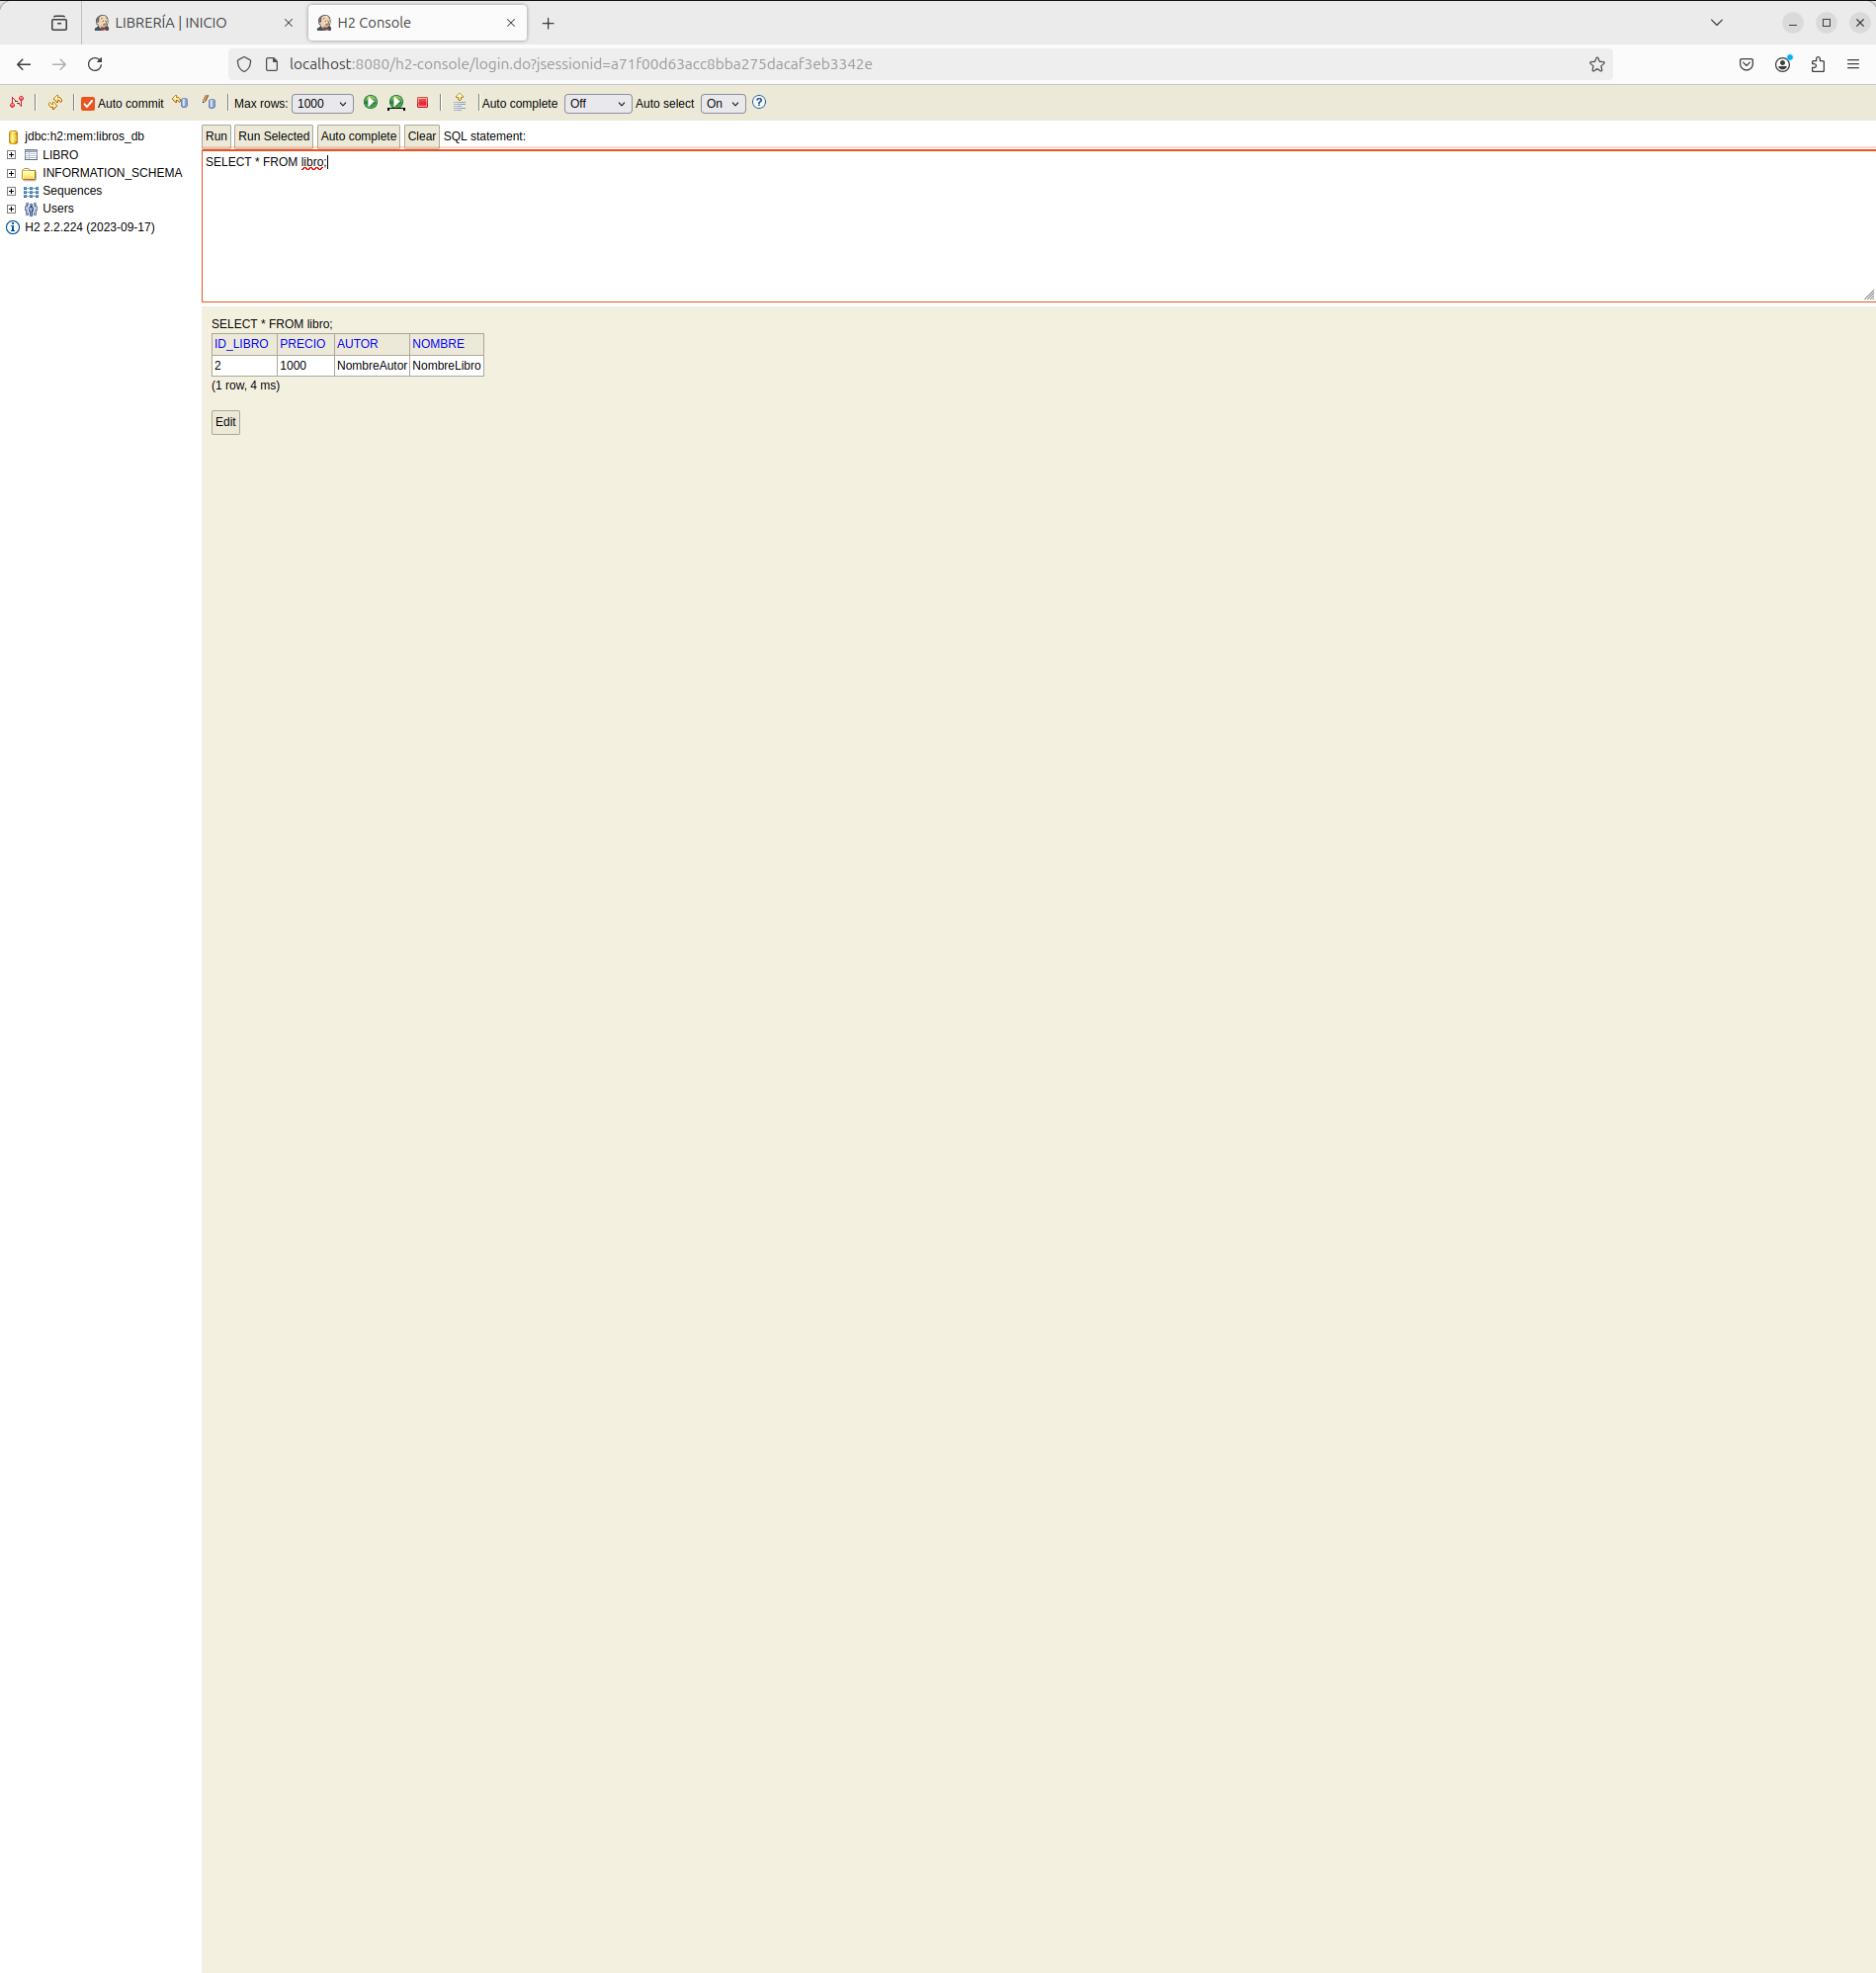 LIBRERÍA | INICIO
H2 Console
localhost:8080/h2-console/login.do?jsessionid=a71f00d63acc8bba275dacaf3eb3342e
Auto commit Max rows: 1000 Auto complete Off Auto select On
jdbc:h2:mem:libros_db
LIBRO
INFORMATION_SCHEMA
Sequences
Users
H2 2.2.224 (2023-09-17)
Run Run Selected Auto complete Clear SQL statement:
SELECT * FROM libro;
SELECT * FROM libro;
ID_LIBRO PRECIO AUTOR NOMBRE
2 1000 NombreAutor NombreLibro
(1 row, 4 ms)
Edit